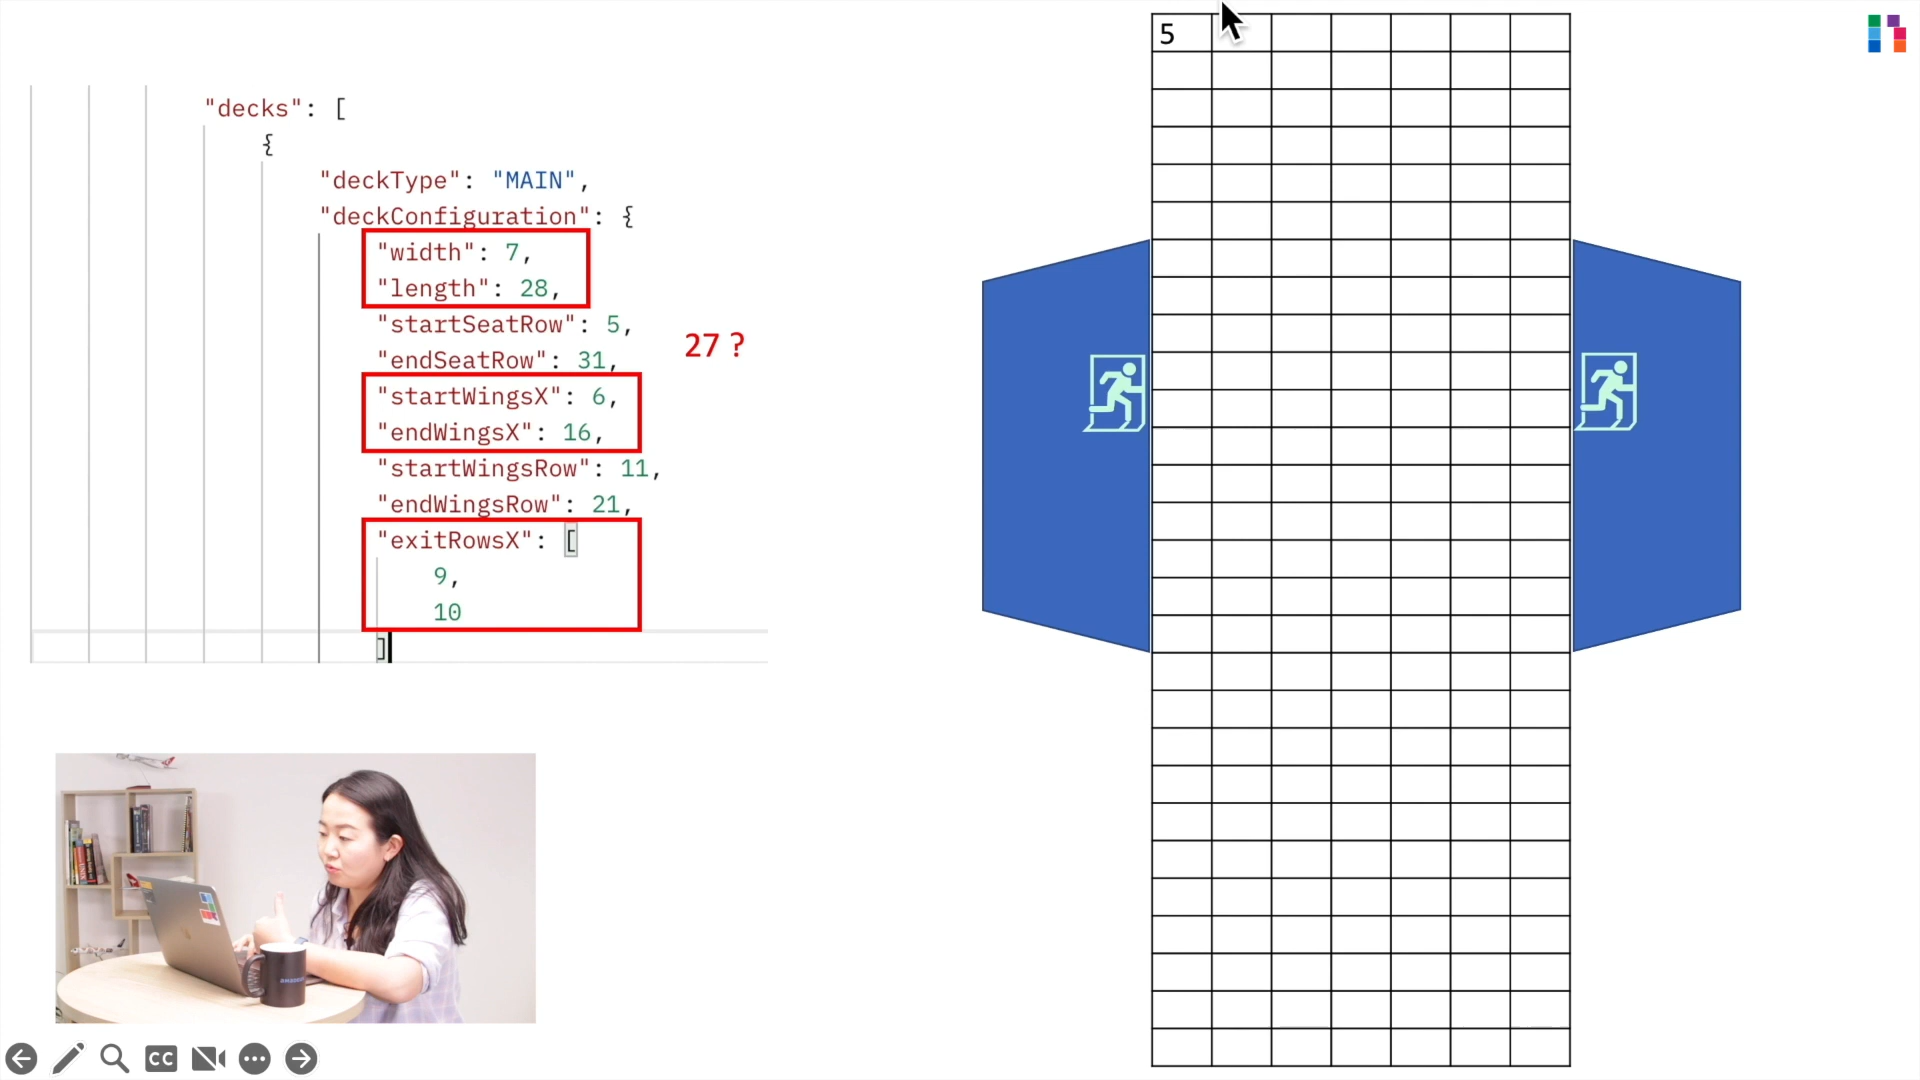 "decks": [
{
"deckType": "MAIN",
"deckConfiguration": {
"width": 7,
"length": 28,
"startSeatRow": 5,
"endSeatRow": 31,
27 ?
"startWingsX": 6,
"endWingsX": 16,
"startWingsRow": 11,
"endWingsRow": 21,
"exitRowsX": [
9,
10
]
5
CC